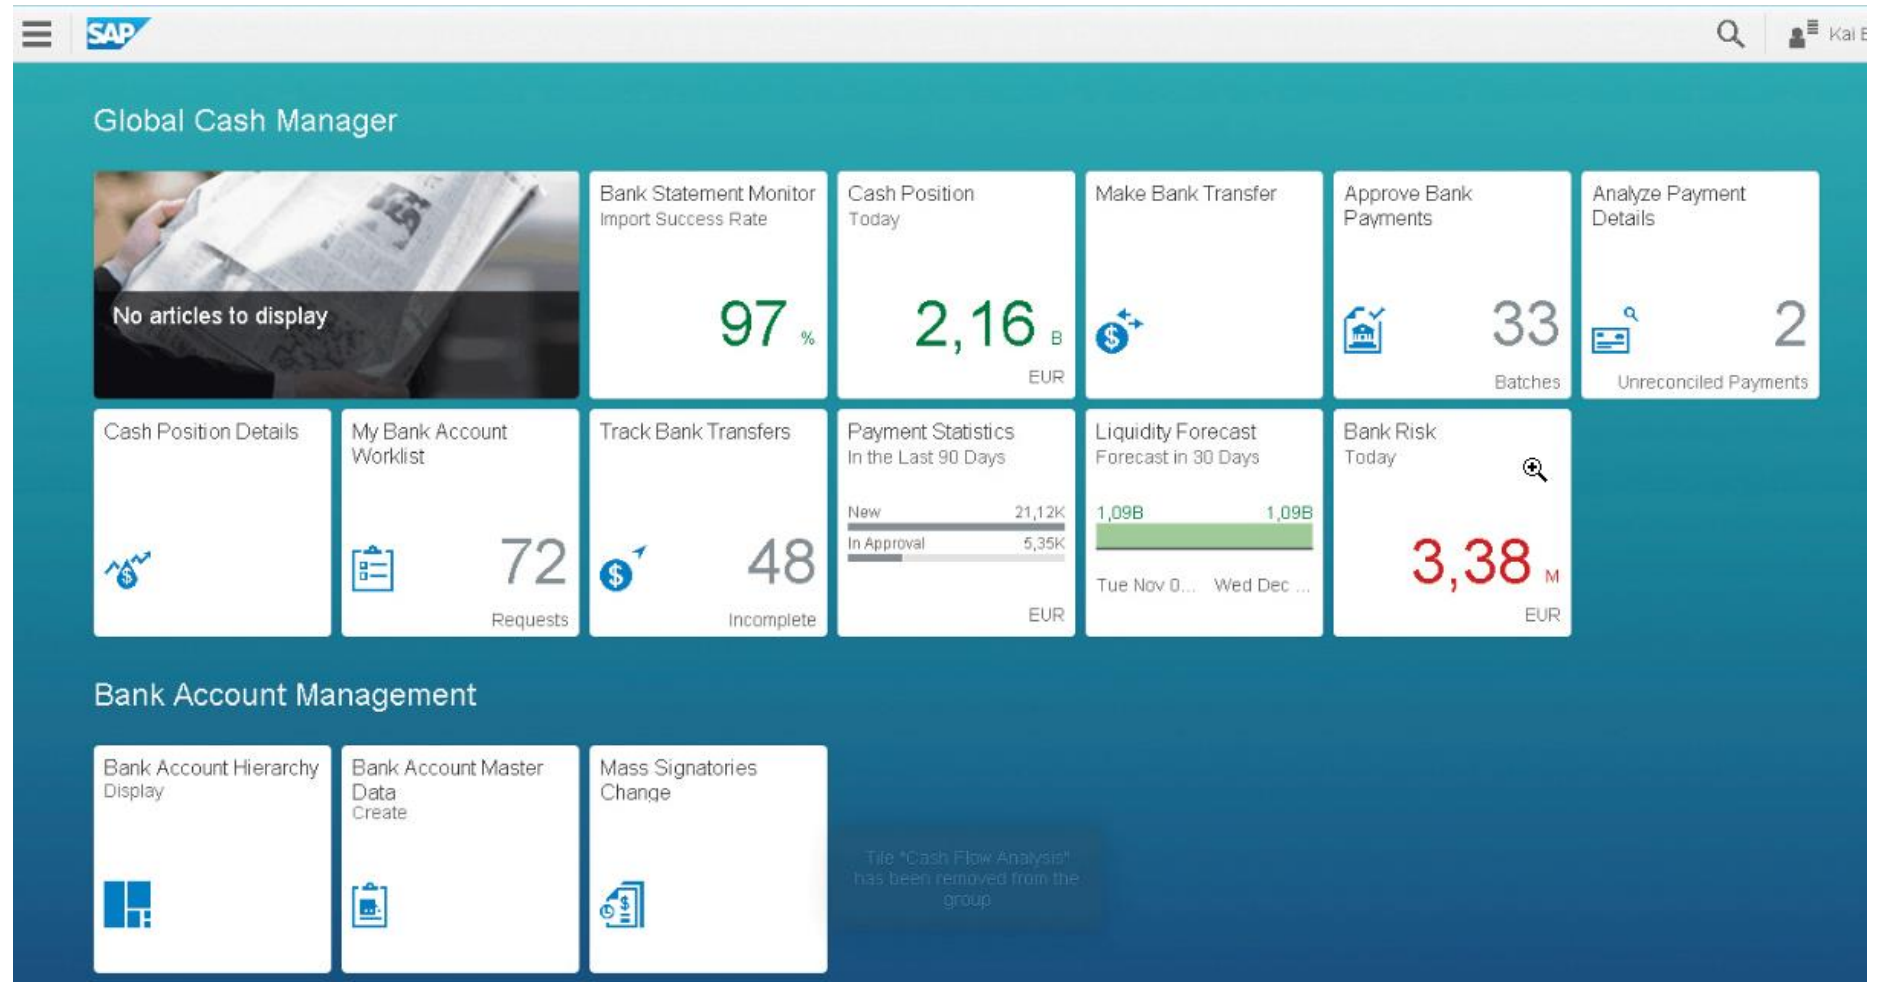 SAP
Kai
Global Cash Manager
No articles to display
Bank Statement Monitor
Import Success Rate
97 %
Cash Position
Today
2,16 B
EUR
Make Bank Transfer
Approve Bank
Payments
33
Batches
Analyze Payment
Details
2
Unreconciled Payments
Cash Position Details
My Bank Account
Worklist
72
Requests
Track Bank Transfers
48
Incomplete
Payment Statistics
In the Last 90 Days
New 21,12K
In Approval 5,35K
EUR
Liquidity Forecast
Forecast in 30 Days
1,09B 1,09B
Tue Nov 0... Wed Dec ...
Bank Risk
Today
3,38 M
EUR
Bank Account Management
Bank Account Hierarchy
Display
Bank Account Master
Data
Create
Mass Signatories
Change
Tile "Cash Flow Analysis"
has been removed from the
group